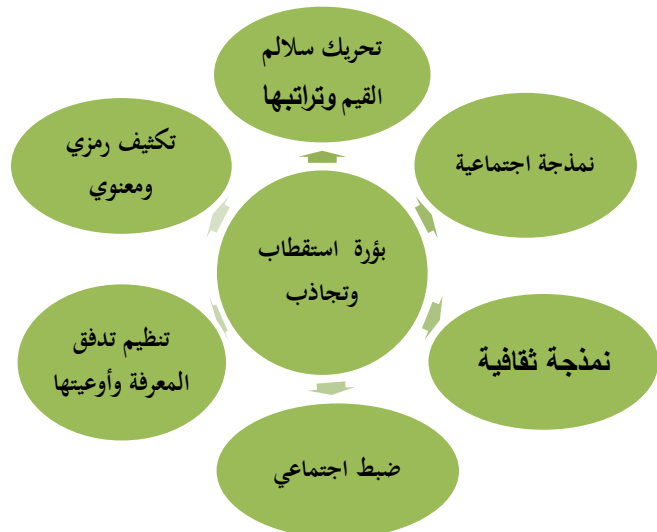 تحريك سلالم
القيم وتراتبها
نمذجة اجتماعية
تكثيف رمزي
ومعنوي
بؤرة استقطاب
وتجاذب
تنظيم تدفق
المعرفة وأوعيتها
نمذجة ثقافية
ضبط اجتماعي